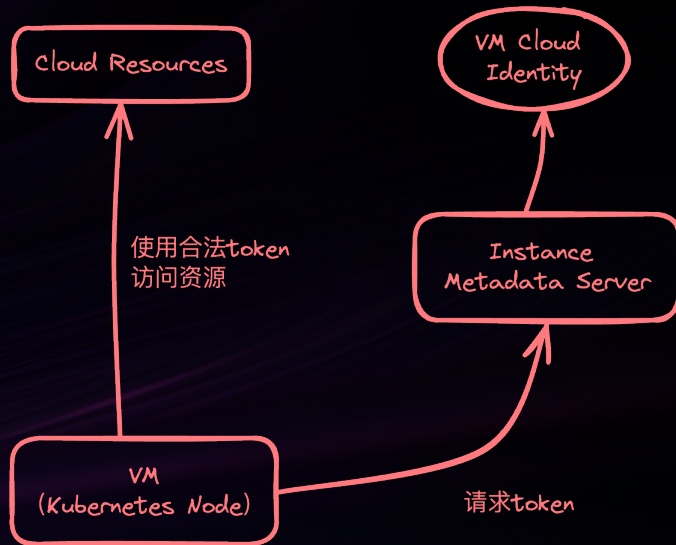 Cloud Resources
VM Cloud
Identity
使用合法token
访问资源
Instance
Metadata Server
VM
(Kubernetes Node)
请求token